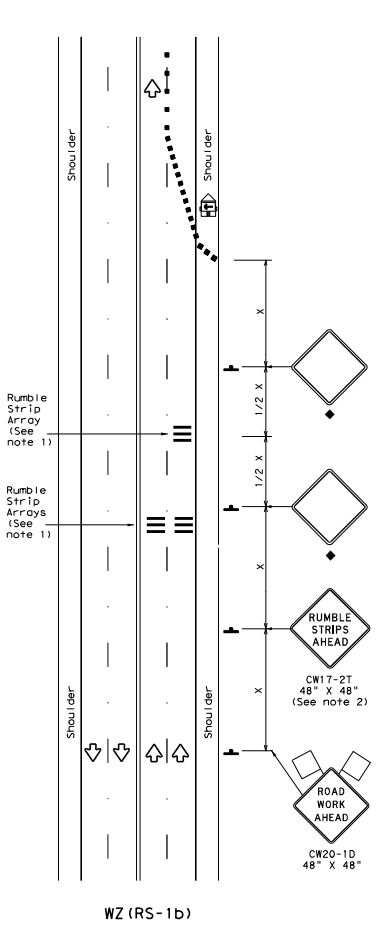 Shoulder
Shoulder
X
1/2 X
Rumble
Strip
Array
(See
note 1)
1/2 X
Rumble
Strip
Arrays
(See
note 1)
X
RUMBLE
STRIPS
AHEAD
CW17-2T
48" X 48"
(See note 2)
Shoulder
Shoulder
X
ROAD
WORK
AHEAD
CW20-1D
48" X 48"
WZ(RS-1b)